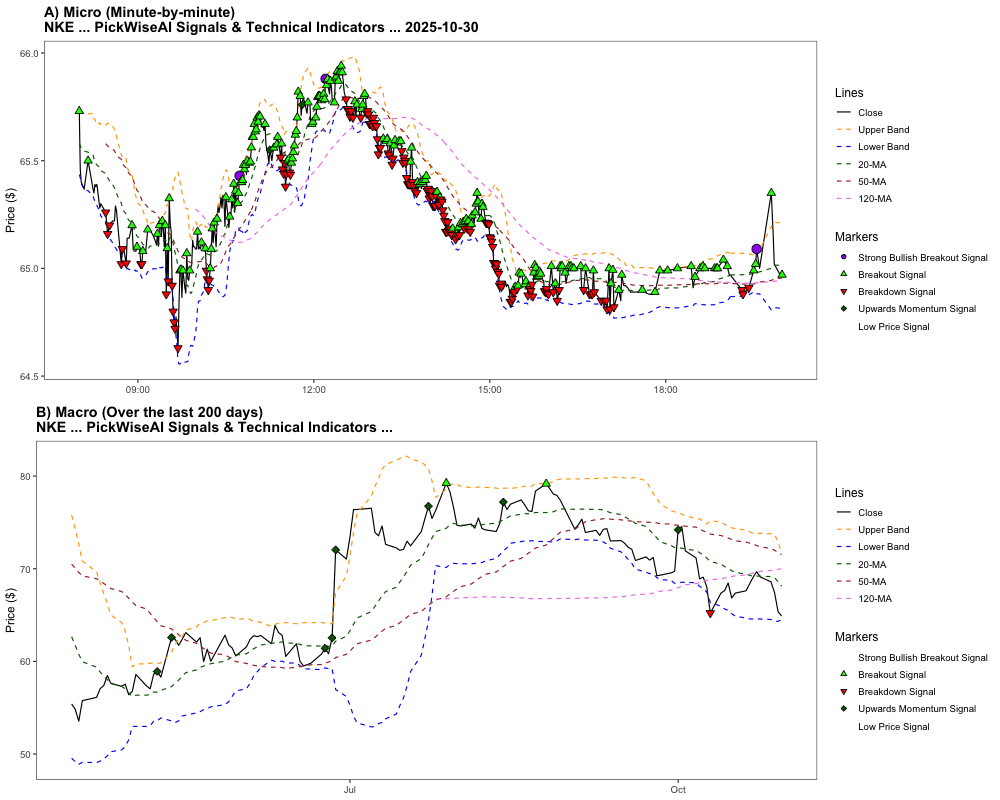 A) Micro (Minute-by-minute)
NKE ... PickWiseAI Signals & Technical Indicators ... 2025-10-30
66.0
65.5
65.0
64.5
Price ($)
09:00
12:00
15:00
18:00
Lines
Close
Upper Band
Lower Band
20-MA
50-MA
120-MA
Markers
Strong Bullish Breakout Signal
Breakout Signal
Breakdown Signal
Upwards Momentum Signal
Low Price Signal
B) Macro (Over the last 200 days)
NKE ... PickWiseAI Signals & Technical Indicators ...
80
70
60
50
Price ($)
Jul
Oct
Lines
Close
Upper Band
Lower Band
20-MA
50-MA
120-MA
Markers
Strong Bullish Breakout Signal
Breakout Signal
Breakdown Signal
Upwards Momentum Signal
Low Price Signal